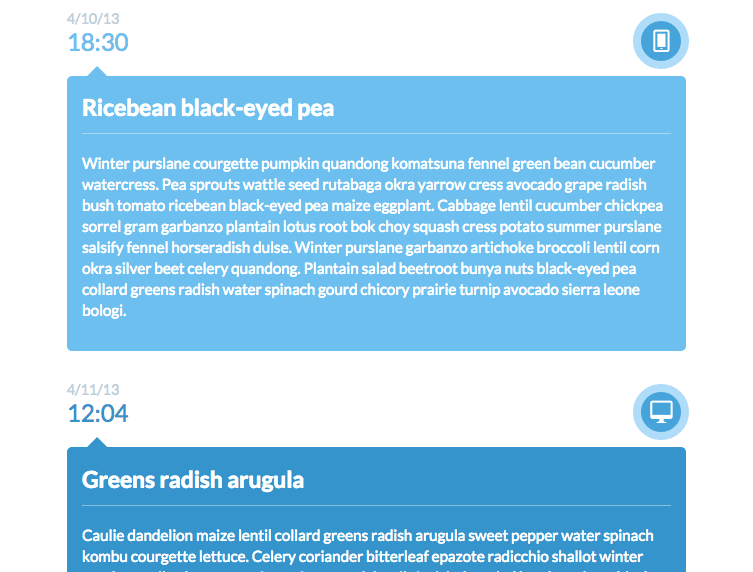 4/10/13
18:30
Ricebean black-eyed pea
Winter purslane courgette pumpkin quandong komatsuna fennel green bean cucumber
watercress. Pea sprouts wattle seed rutabaga okra yarrow cress avocado grape radish
bush tomato ricebean black-eyed pea maize eggplant. Cabbage lentil cucumber chickpea
sorrel gram garbanzo plantain lotus root bok choy squash cress potato summer purslane
salsify fennel horseradish dulse. Winter purslane garbanzo artichoke broccoli lentil corn
okra silver beet celery quandong. Plantain salad beetroot bunya nuts black-eyed pea
collard greens radish water spinach gourd chicory prairie turnip avocado sierra leone
bologi.
4/11/13
12:04
Greens radish arugula
Caulie dandelion maize lentil collard greens radish arugula sweet pepper water spinach
kombu courgette lettuce. Celery coriander bitterleaf epazote radicchio shallot winter